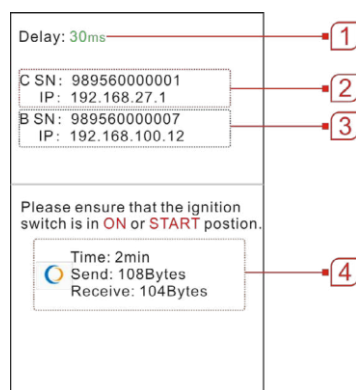 Delay: 30ms
1
C SN: 989560000001
IP: 192.168.27.1
2
B SN: 989560000007
IP: 192.168.100.12
3
Please ensure that the ignition
switch is in ON or START postion.
Time: 2min
Send: 108Bytes
Receive: 104Bytes
4